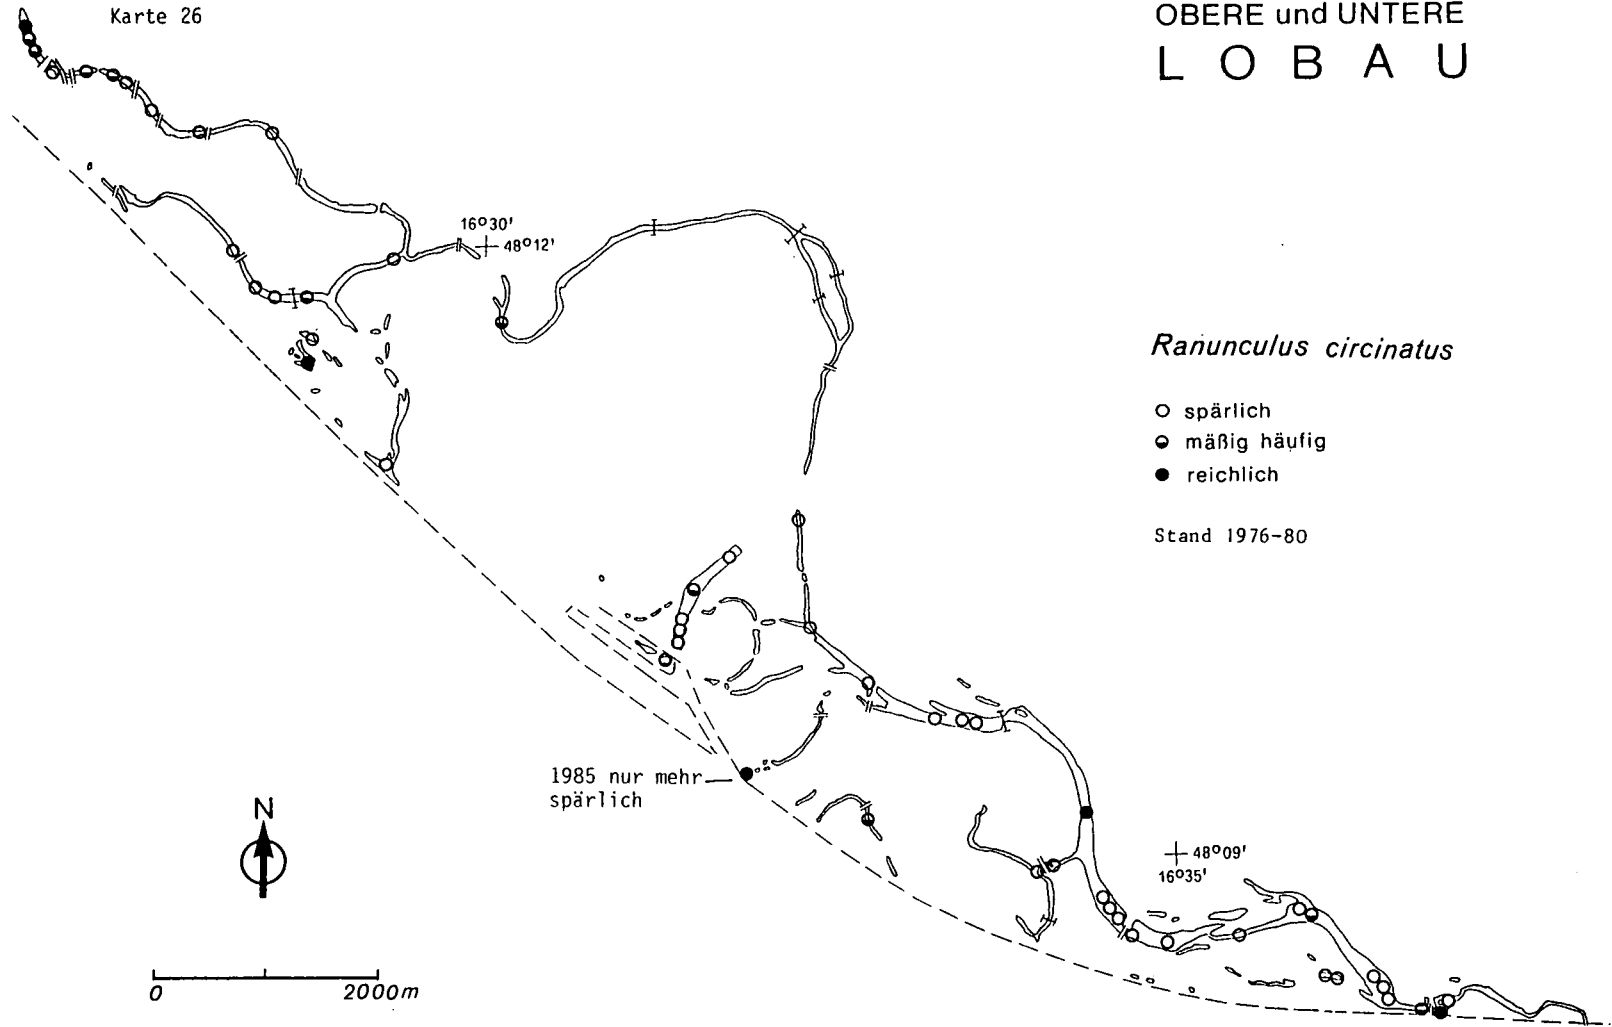 Karte 26
OBERE und UNTERE
LOBAU
16°30'
48°12'
Ranunculus circinatus
spärlich
mäßig häufig
reichlich
Stand 1976-80
1985 nur mehr
spärlich
N
48°09'
16°35'
0 2000m